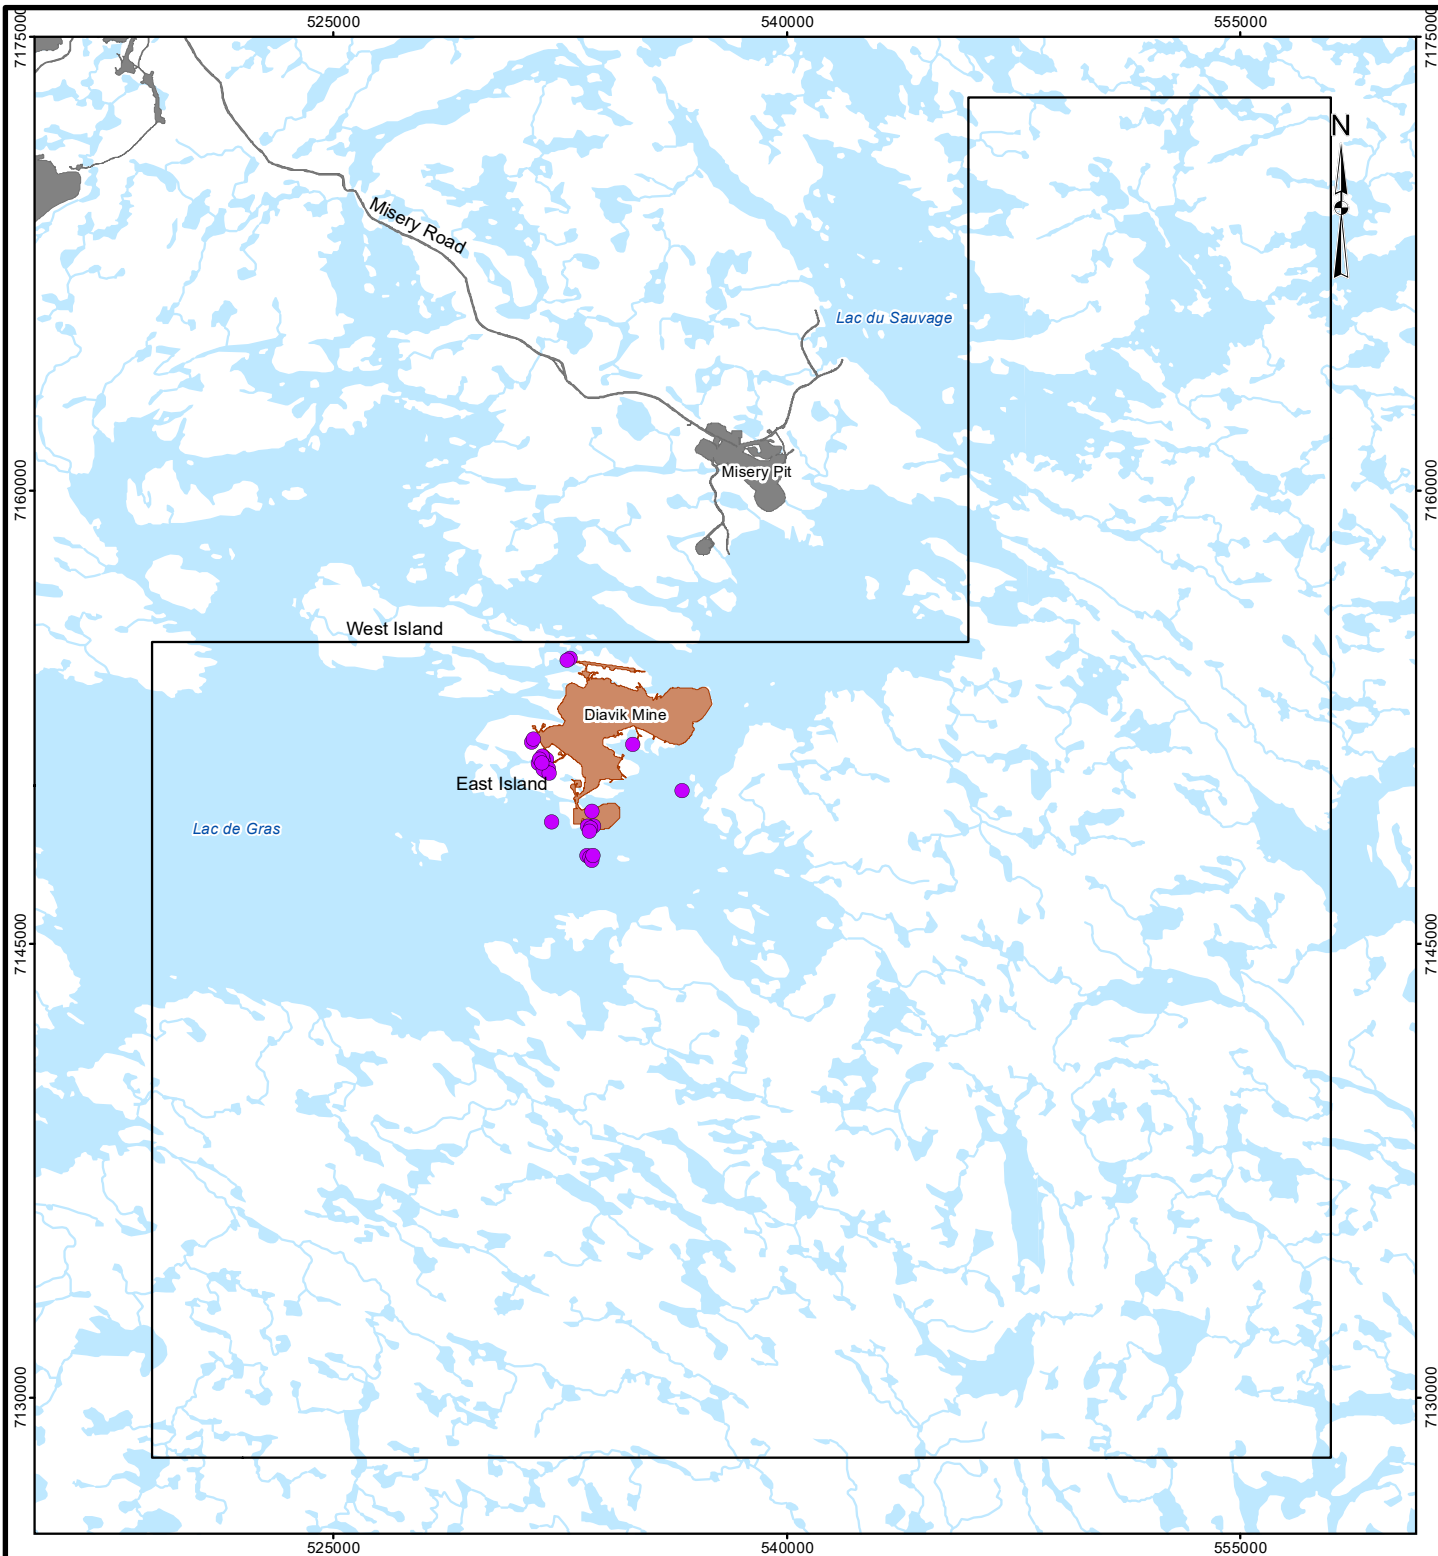 525000
540000
555000
7175000
7175000
N
Misery Road
Lac du Sauvage
Misery Pit
7160000
7160000
West Island
Diavik Mine
East Island
Lac de Gras
7145000
7145000
7130000
7130000
525000
540000
555000